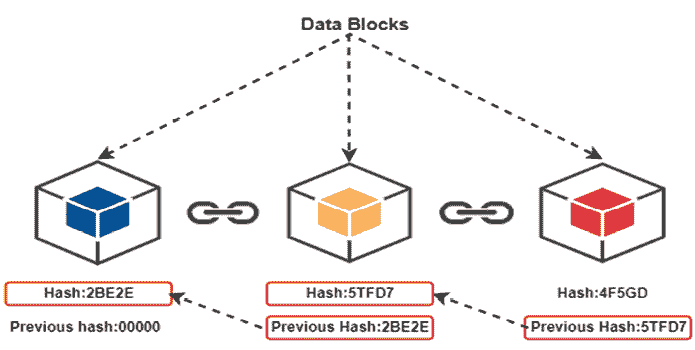 Data Blocks
Hash:2BE2E
Hash:5TFD7
Hash:4F5GD
Previous hash:00000
Previous Hash:2BE2E
Previous Hash:5TFD7